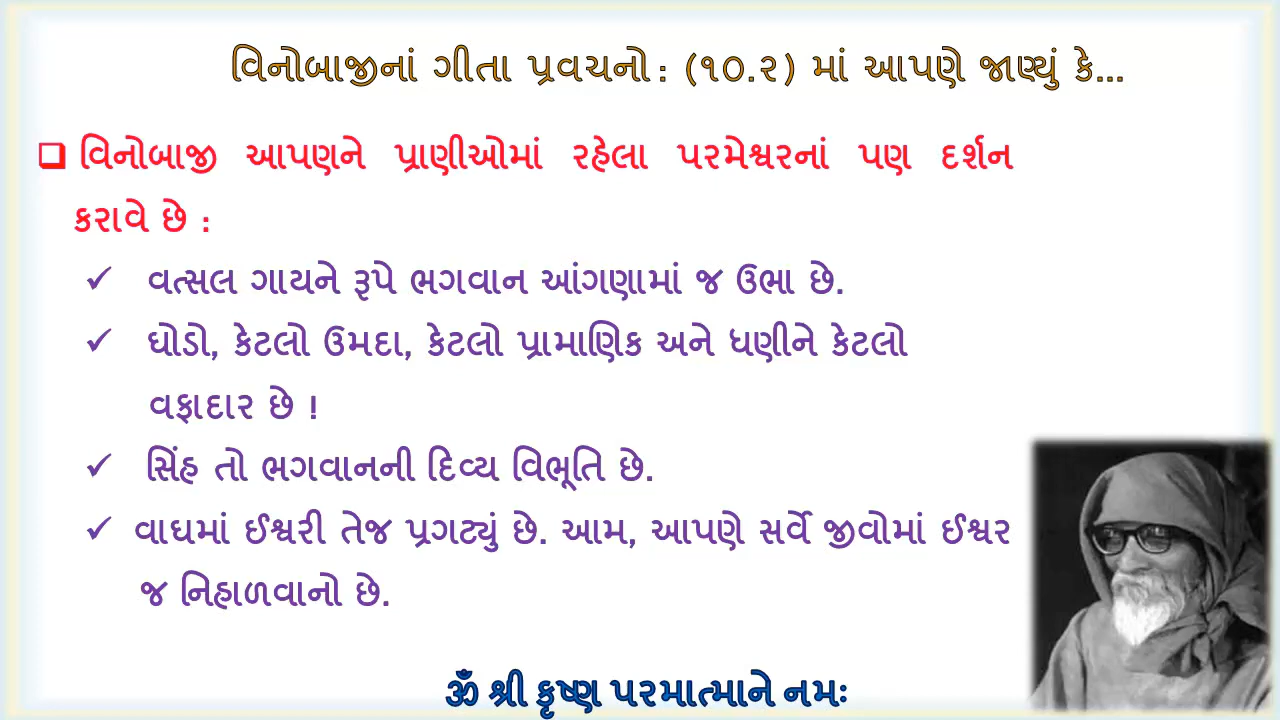 વિનોબાજીનાં ગીતા પ્રવચનો: (૧૦.૨) માં આપણે જાણ્યું કે...
❑ વિનોબાજી આપણને પ્રાણીઓમાં રહેલા પરમેશ્વરનાં પણ દર્શન
કરાવે છે :
✓ વત્સલ ગાયને રૂપે ભગવાન આંગણામાં જ ઉભા છે.
✓ ઘોડો, કેટલો ઉમદા, કેટલો પ્રામાણિક અને ધણીને કેટલો
વફાદાર છે !
✓ સિંહ તો ભગવાનની દિવ્ય વિભૂતિ છે.
✓ વાઘમાં ઈશ્વરી તેજ પ્રગટ્યું છે. આમ, આપણે સર્વે જીવોમાં ઈશ્વર
જ નિહાળવાનો છે.
ૐ શ્રી કૃષ્ણ પરમાત્માને નમઃ